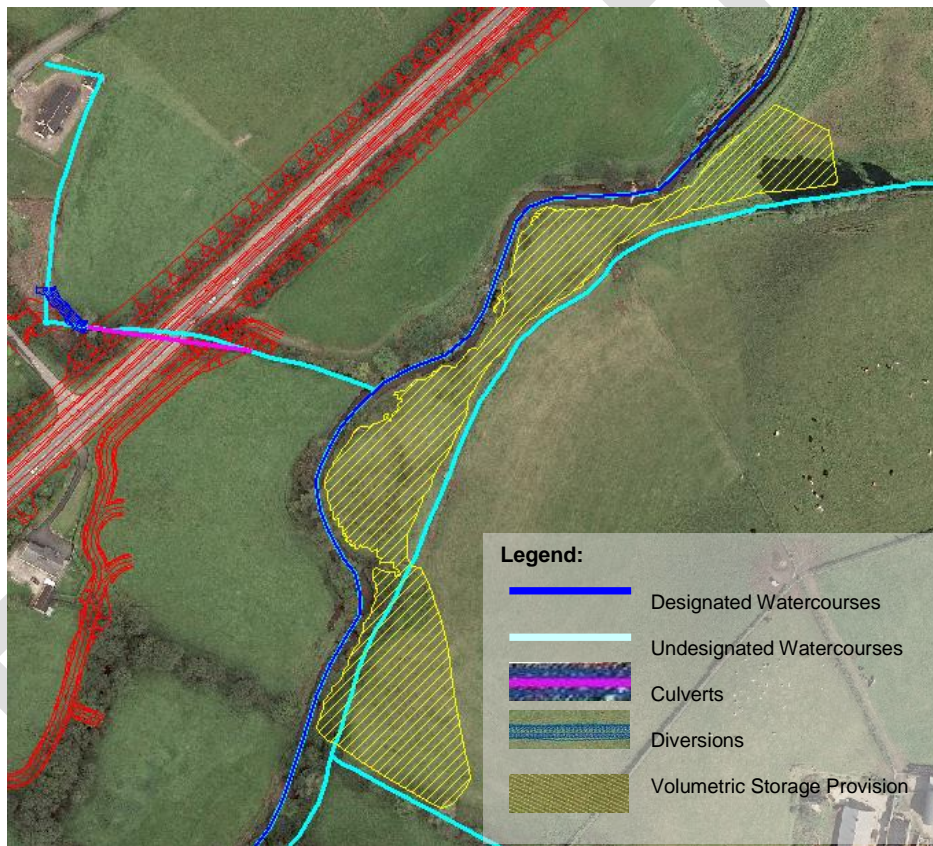 Legend:
Designated Watercourses
Undesignated Watercourses
Culverts
Diversions
Volumetric Storage Provision